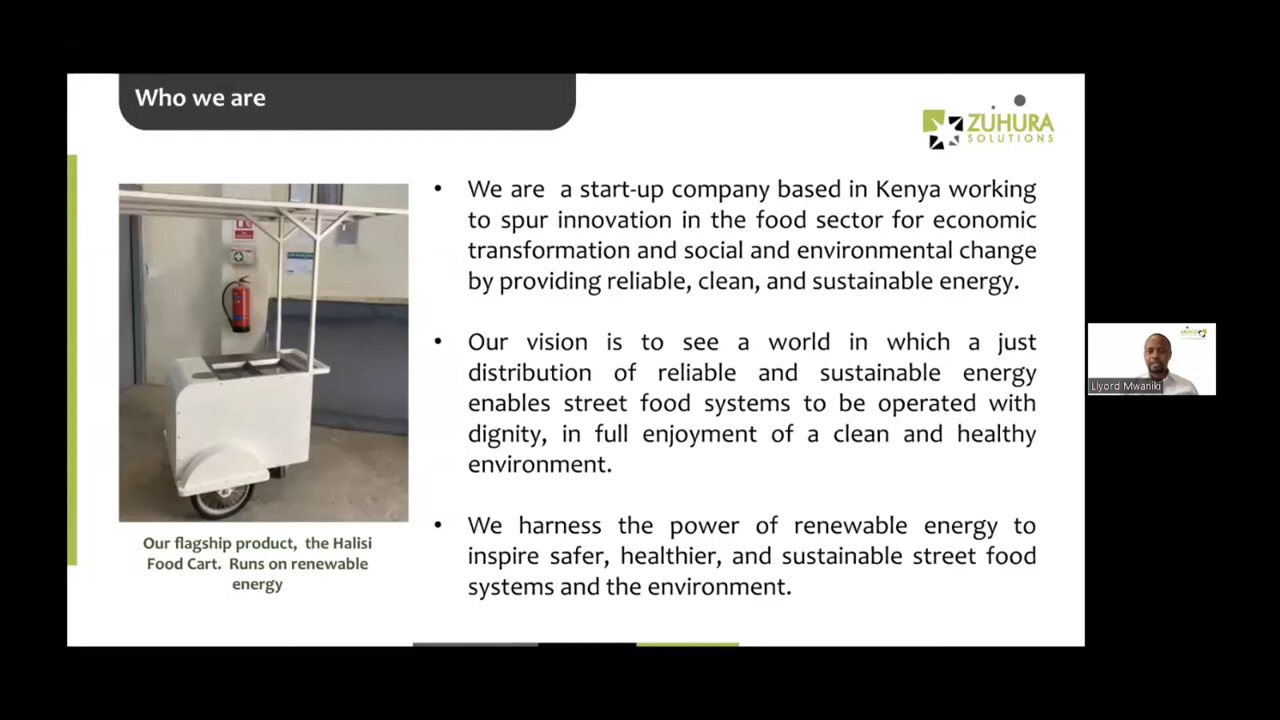 Who we are
ZUHURA
SOLUTIONS
• We are a start-up company based in Kenya working
to spur innovation in the food sector for economic
transformation and social and environmental change
by providing reliable, clean, and sustainable energy.
• Our vision is to see a world in which a just
distribution of reliable and sustainable energy
enables street food systems to be operated with
dignity, in full enjoyment of a clean and healthy
environment.
• We harness the power of renewable energy to
inspire safer, healthier, and sustainable street food
systems and the environment.
Our flagship product, the Halisi
Food Cart. Runs on renewable
energy
Llyord Mwaniki